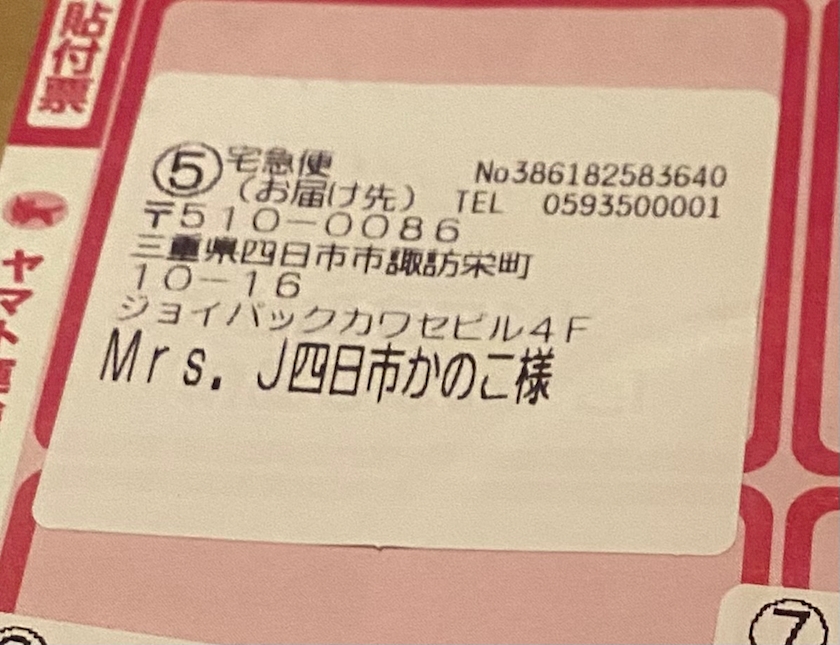 貼付票
ヤマト運
⑤ 宅急便 No386182583640
(お届け先) TEL 0593500001
〒510-0086
三重県四日市市諏訪栄町
10-16
ジョイパックカワセビル4F
Mrs. J四日市かのこ様
⑦